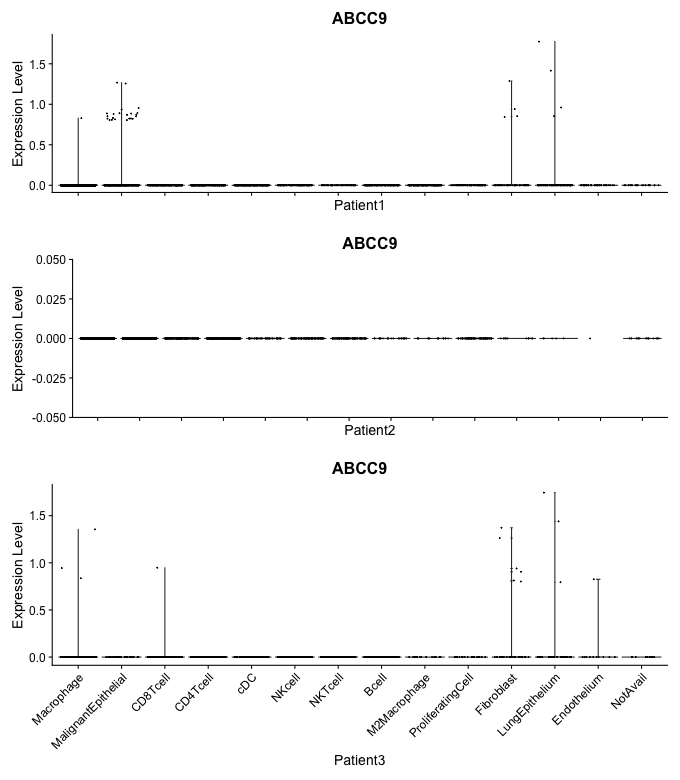 ABCC9
Expression Level
1.5
1.0
0.5
0.0
Patient1
ABCC9
Expression Level
0.050
0.025
0.000
-0.025
-0.050
Patient2
ABCC9
Expression Level
1.5
1.0
0.5
0.0
Macrophage
MalignantEpithelial
CD8Tcell
CD4Tcell
cDC
NKcell
NKTcell
Bcell
M2Macrophage
ProliferatingCell
Fibroblast
LungEpithelium
Endothelium
NotAvail
Patient3